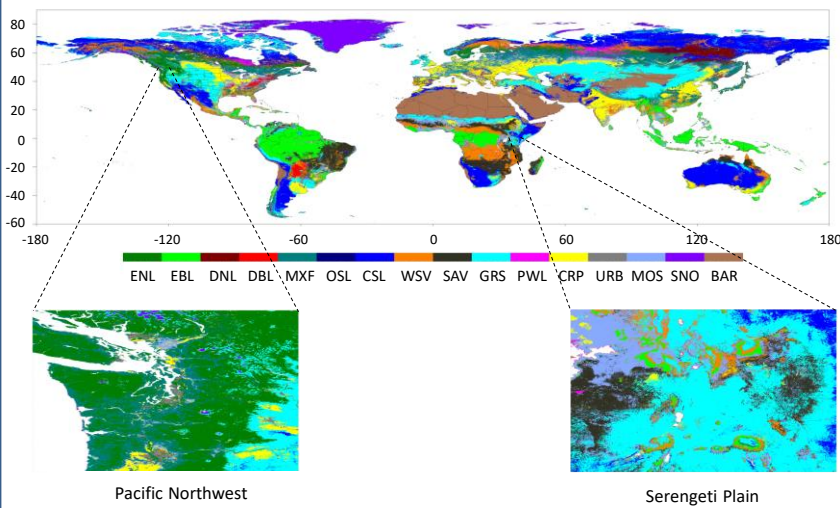 80
60
40
20
0
-20
-40
-60
-180 -120 -60 0 60 120 180
ENL EBL DNL DBL MXF OSL CSL WSV SAV GRS PWL CRP URB MOS SNO BAR
Pacific Northwest
Serengeti Plain